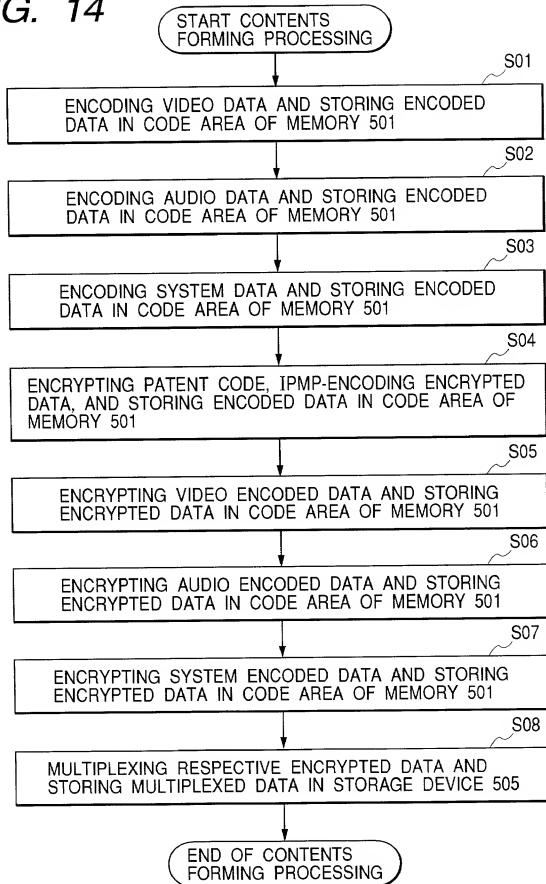 G. 14
START CONTENTS
FORMING PROCESSING
S01
ENCODING VIDEO DATA AND STORING ENCODED
DATA IN CODE AREA OF MEMORY 501
S02
ENCODING AUDIO DATA AND STORING ENCODED
DATA IN CODE AREA OF MEMORY 501
S03
ENCODING SYSTEM DATA AND STORING ENCODED
DATA IN CODE AREA OF MEMORY 501
S04
ENCRYPTING PATENT CODE, IPMP-ENCODING ENCRYPTED
DATA, AND STORING ENCODED DATA IN CODE AREA OF
MEMORY 501
S05
ENCRYPTING VIDEO ENCODED DATA AND STORING
ENCRYPTED DATA IN CODE AREA OF MEMORY 501
S06
ENCRYPTING AUDIO ENCODED DATA AND STORING
ENCRYPTED DATA IN CODE AREA OF MEMORY 501
S07
ENCRYPTING SYSTEM ENCODED DATA AND STORING
ENCRYPTED DATA IN CODE AREA OF MEMORY 501
S08
MULTIPLEXING RESPECTIVE ENCRYPTED DATA AND
STORING MULTIPLEXED DATA IN STORAGE DEVICE 505
END OF CONTENTS
FORMING PROCESSING